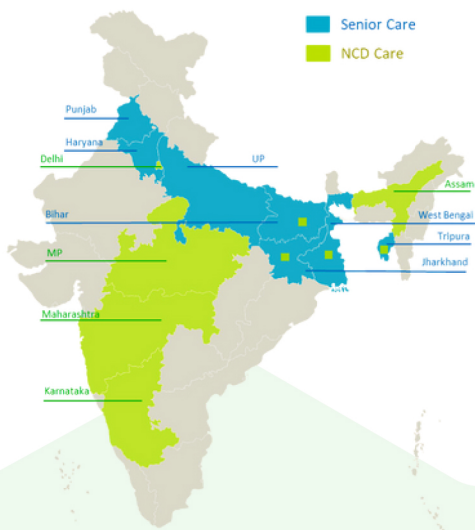 Senior Care
NCD Care
Punjab
Haryana
Delhi
UP
Assam
Bihar
West Bengal
Tripura
MP
Jharkhand
Maharashtra
Karnataka